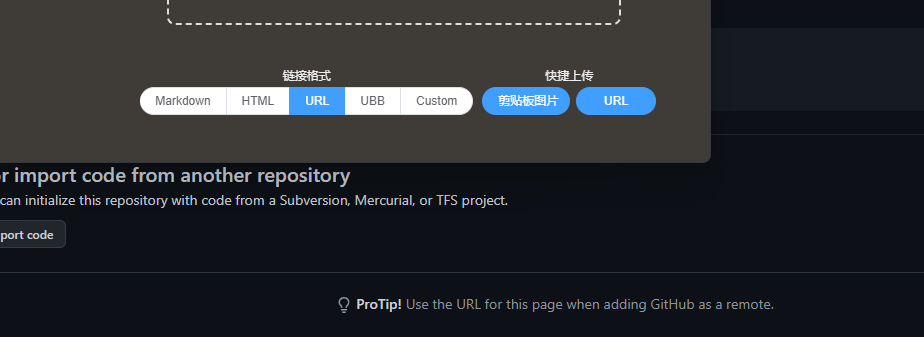 链接格式 快捷上传
Markdown HTML URL UBB Custom 剪贴板图片 URL
r import code from another repository
can initialize this repository with code from a Subversion, Mercurial, or TFS project.
port code
ProTip! Use the URL for this page when adding GitHub as a remote.